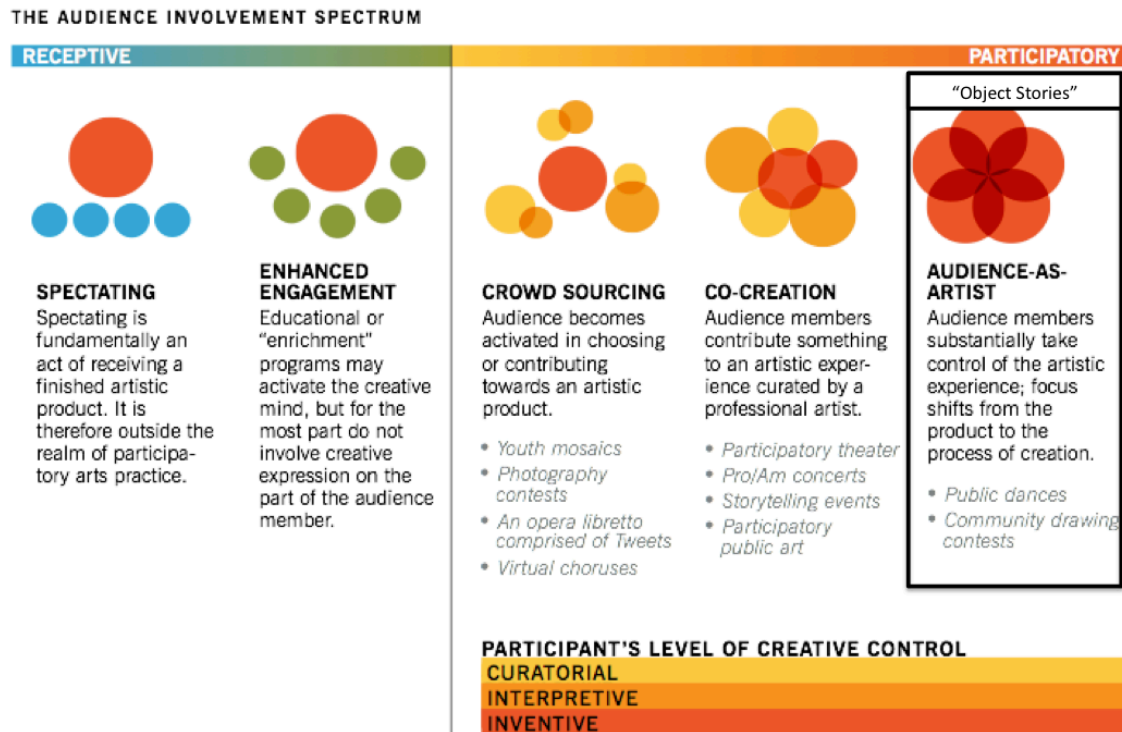 THE AUDIENCE INVOLVEMENT SPECTRUM
RECEPTIVE
PARTICIPATORY
“Object Stories”
SPECTATING
Spectating is
fundamentally an
act of receiving a
finished artistic
product. It is
therefore outside the
realm of participa-
tory arts practice.
ENHANCED
ENGAGEMENT
Educational or
“enrichment”
programs may
activate the creative
mind, but for the
most part do not
involve creative
expression on the
part of the audience
member.
CROWD SOURCING
Audience becomes
activated in choosing
or contributing
towards an artistic
product.
• Youth mosaics
• Photography
contests
• An opera libretto
comprised of Tweets
• Virtual choruses
CO-CREATION
Audience members
contribute something
to an artistic exper-
ience curated by a
professional artist.
• Participatory theater
• Pro/Am concerts
• Storytelling events
• Participatory
public art
AUDIENCE-AS-
ARTIST
Audience members
substantially take
control of the artistic
experience; focus
shifts from the
product to the
process of creation.
• Public dances
• Community drawing
contests
PARTICIPANT’S LEVEL OF CREATIVE CONTROL
CURATORIAL
INTERPRETIVE
INVENTIVE